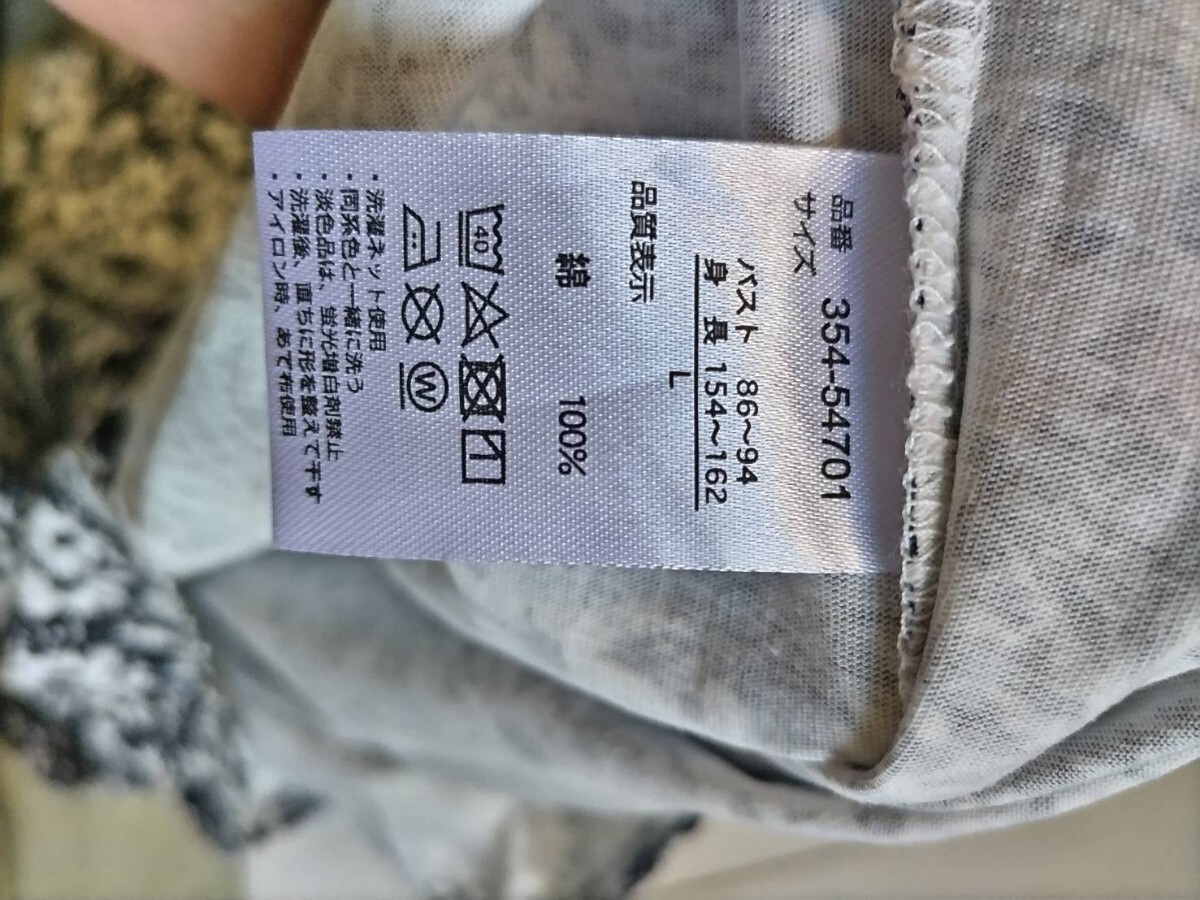 品番 354-54701
サイズ
バスト 86～94
身長 154～162
L
品質表示
綿 100%
40
W
・洗濯ネット使用
・同系色と一緒に洗う
・淡色品は、蛍光増白剤禁止
・洗濯後、直ちに形を整えて干す
・アイロン時、あて布使用